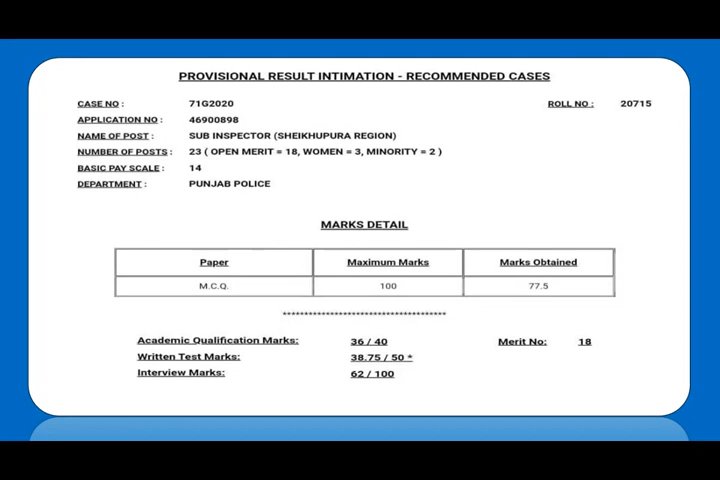 PROVISIONAL RESULT INTIMATION - RECOMMENDED CASES
CASE NO : 71G2020 ROLL NO : 20715
APPLICATION NO : 46900898
NAME OF POST : SUB INSPECTOR (SHEIKHUPURA REGION)
NUMBER OF POSTS : 23 ( OPEN MERIT = 18, WOMEN = 3, MINORITY = 2 )
BASIC PAY SCALE : 14
DEPARTMENT : PUNJAB POLICE
MARKS DETAIL
Paper Maximum Marks Marks Obtained
M.C.Q. 100 77.5
**************************************
Academic Qualification Marks: 36 / 40 Merit No: 18
Written Test Marks: 38.75 / 50 *
Interview Marks: 62 / 100